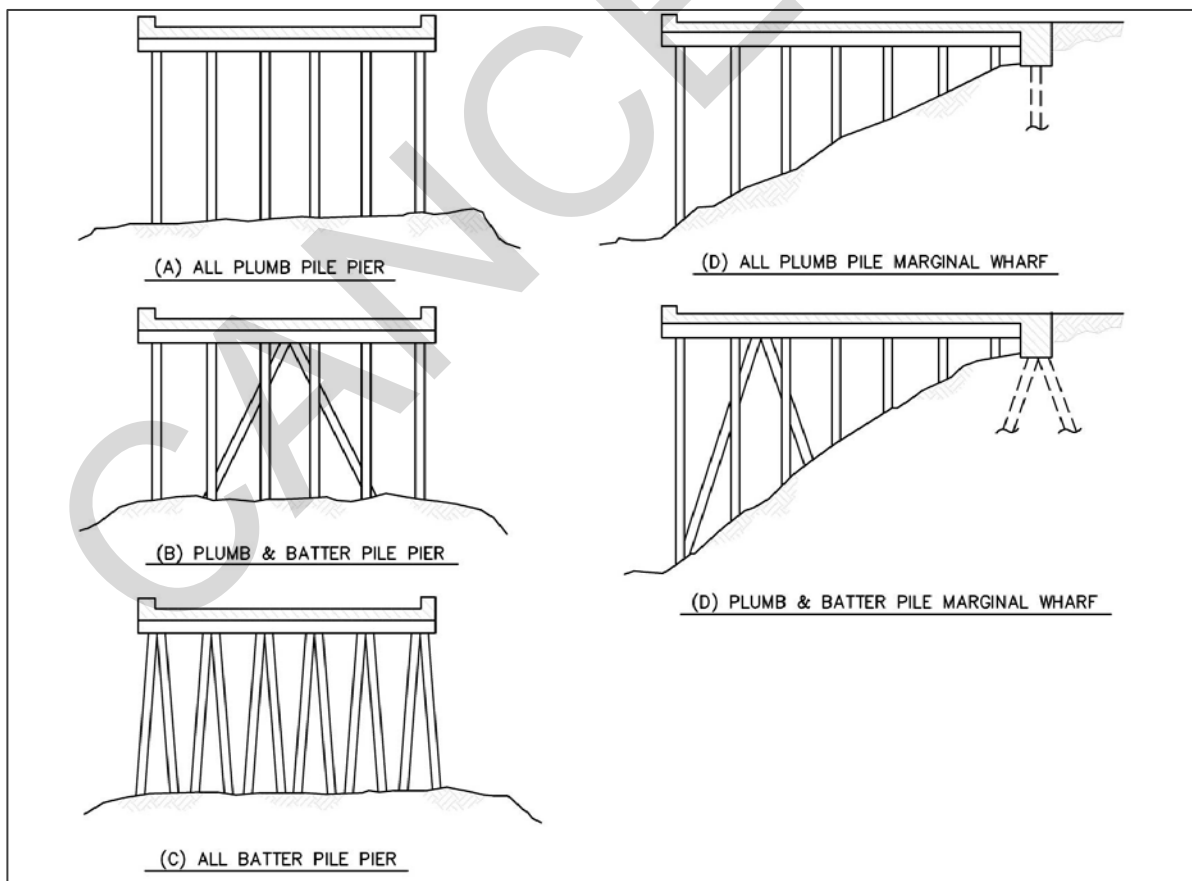 (A) ALL PLUMB PILE PIER
(B) PLUMB & BATTER PILE PIER
(C) ALL BATTER PILE PIER
(D) ALL PLUMB PILE MARGINAL WHARF
(D) PLUMB & BATTER PILE MARGINAL WHARF
CANCE